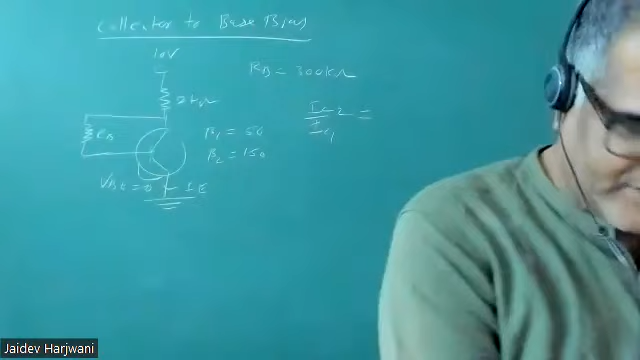 Collector to Base Bias
10V
RB = 300kΩ
2kΩ
IC2 / IC1 =
RB
β1 = 50
β2 = 150
VBE = 0
IE
Jaidev Harjwani